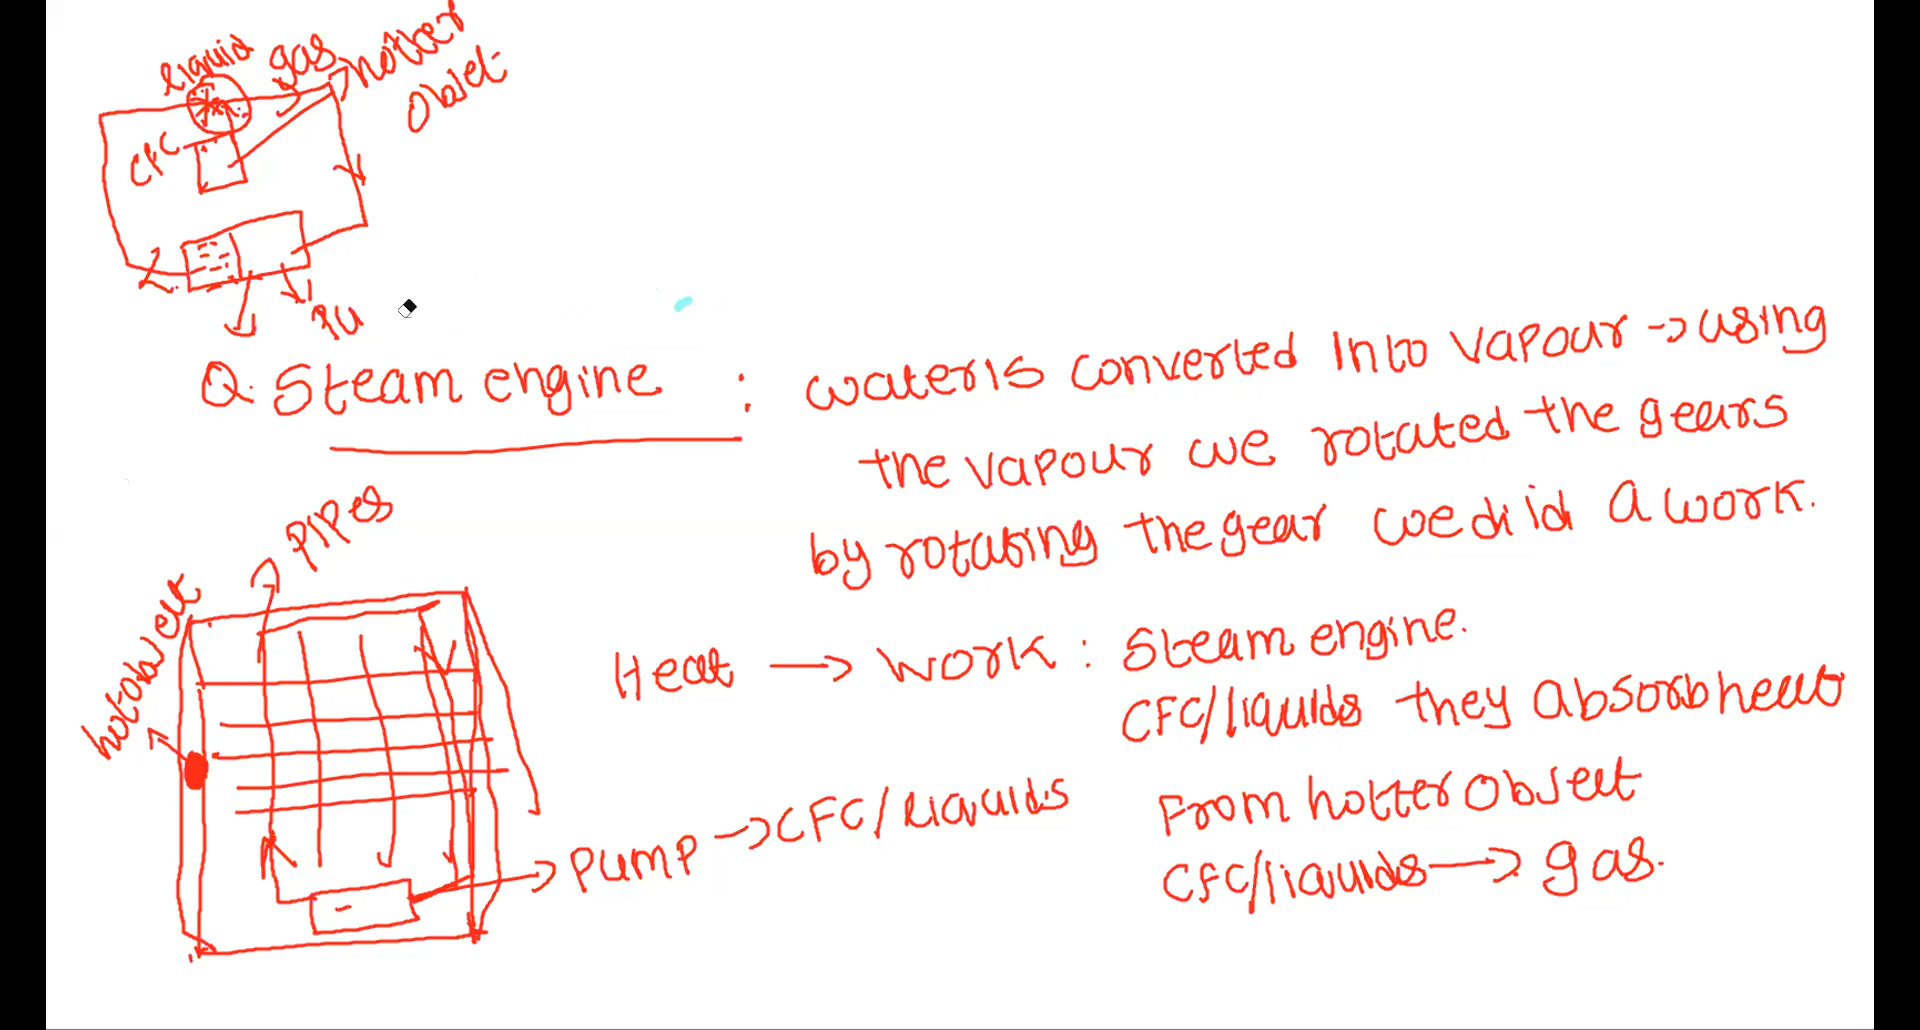 liquid gas hotter
Object
CFC
Pu
Q. Steam engine : water is converted into vapour → using
the vapour we rotated the gears
by rotating the gear we did a work.
pipes
hot object
Heat → work : Steam engine.
CFC/liquids they absorb heat
From hotter Object
Pump → CFC/liquids
CFC/liquids → gas.